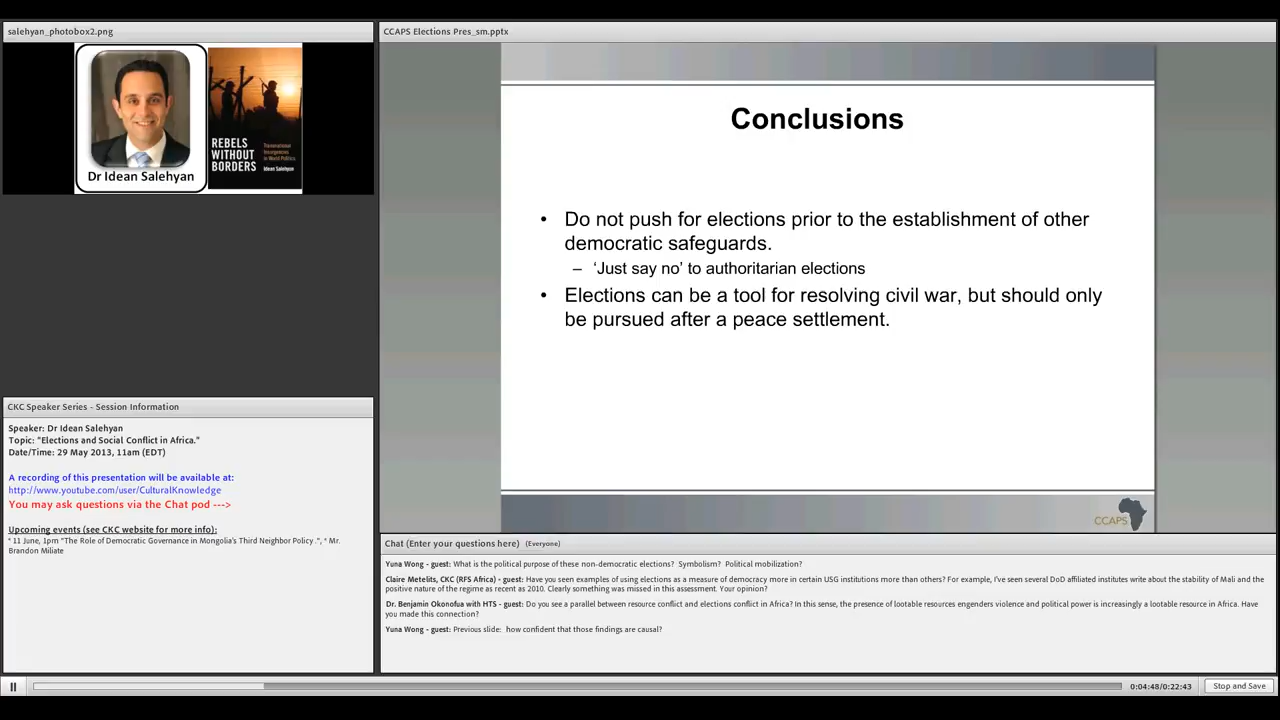 salehyan_photobox2.png
Dr Idean Salehyan
REBELS
WITHOUT
BORDERS
Transnational
Insurgencies
in World Politics
Idean Salehyan
CKC Speaker Series - Session Information
Speaker: Dr Idean Salehyan
Topic: "Elections and Social Conflict in Africa."
Date/Time: 29 May 2013, 11am (EDT)
A recording of this presentation will be available at:
http://www.youtube.com/user/CulturalKnowledge
You may ask questions via the Chat pod --->
Upcoming events (see CKC website for more info):
* 11 June, 1pm "The Role of Democratic Governance in Mongolia's Third Neighbor Policy .", * Mr.
Brandon Miliate
CCAPS Elections Pres_sm.pptx
Conclusions
• Do not push for elections prior to the establishment of other
democratic safeguards.
– ‘Just say no’ to authoritarian elections
• Elections can be a tool for resolving civil war, but should only
be pursued after a peace settlement.
CCAPS
Chat (Enter your questions here) (Everyone)
Yuna Wong - guest: What is the political purpose of these non-democratic elections? Symbolism? Political mobilization?
Claire Metelits, CKC (RFS Africa) - guest: Have you seen examples of using elections as a measure of democracy more in certain USG institutions more than others? For example, I've seen several DoD affiliated institutes write about the stability of Mali and the
positive nature of the regime as recent as 2010. Clearly something was missed in this assessment. Your opinion?
Dr. Benjamin Okonofua with HTS - guest: Do you see a parallel between resource conflict and elections conflict in Africa? In this sense, the presence of lootable resources engenders violence and political power is increasingly a lootable resource in Africa. Have
you made this connection?
Yuna Wong - guest: Previous slide: how confident that those findings are causal?
0:04:48/0:22:43
Stop and Save